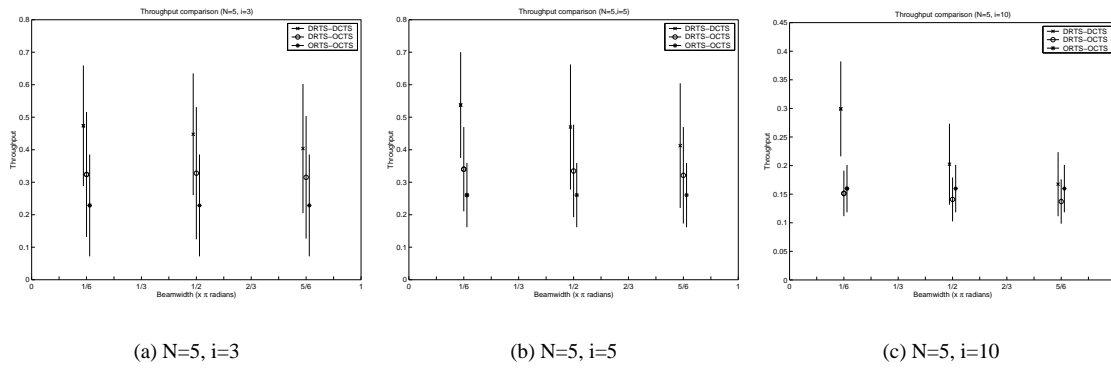 Throughput comparison (N=5, i=3)
0.8
0.7
0.6
0.5
0.4
0.3
0.2
0.1
0
Throughput
DRTS-DCTS
DRTS-OCTS
ORTS-OCTS
0
1/6
1/3
1/2
2/3
5/6
1
Beamwidth (x π radians)
(a) N=5, i=3
Throughput comparison (N=5,i=5)
0.8
0.7
0.6
0.5
0.4
0.3
0.2
0.1
0
Throughput
DRTS-DCTS
DRTS-OCTS
ORTS-OCTS
0
1/6
1/3
1/2
2/3
5/6
1
Beamwidth (x π radians)
(b) N=5, i=5
Throughput comparison (N=5, i=10)
0.45
0.4
0.35
0.3
0.25
0.2
0.15
0.1
0.05
0
Throughput
DRTS-DCTS
DRTS-OCTS
ORTS-OCTS
0
1/6
1/3
1/2
2/3
5/6
Beamwidth (x π radians)
(c) N=5, i=10